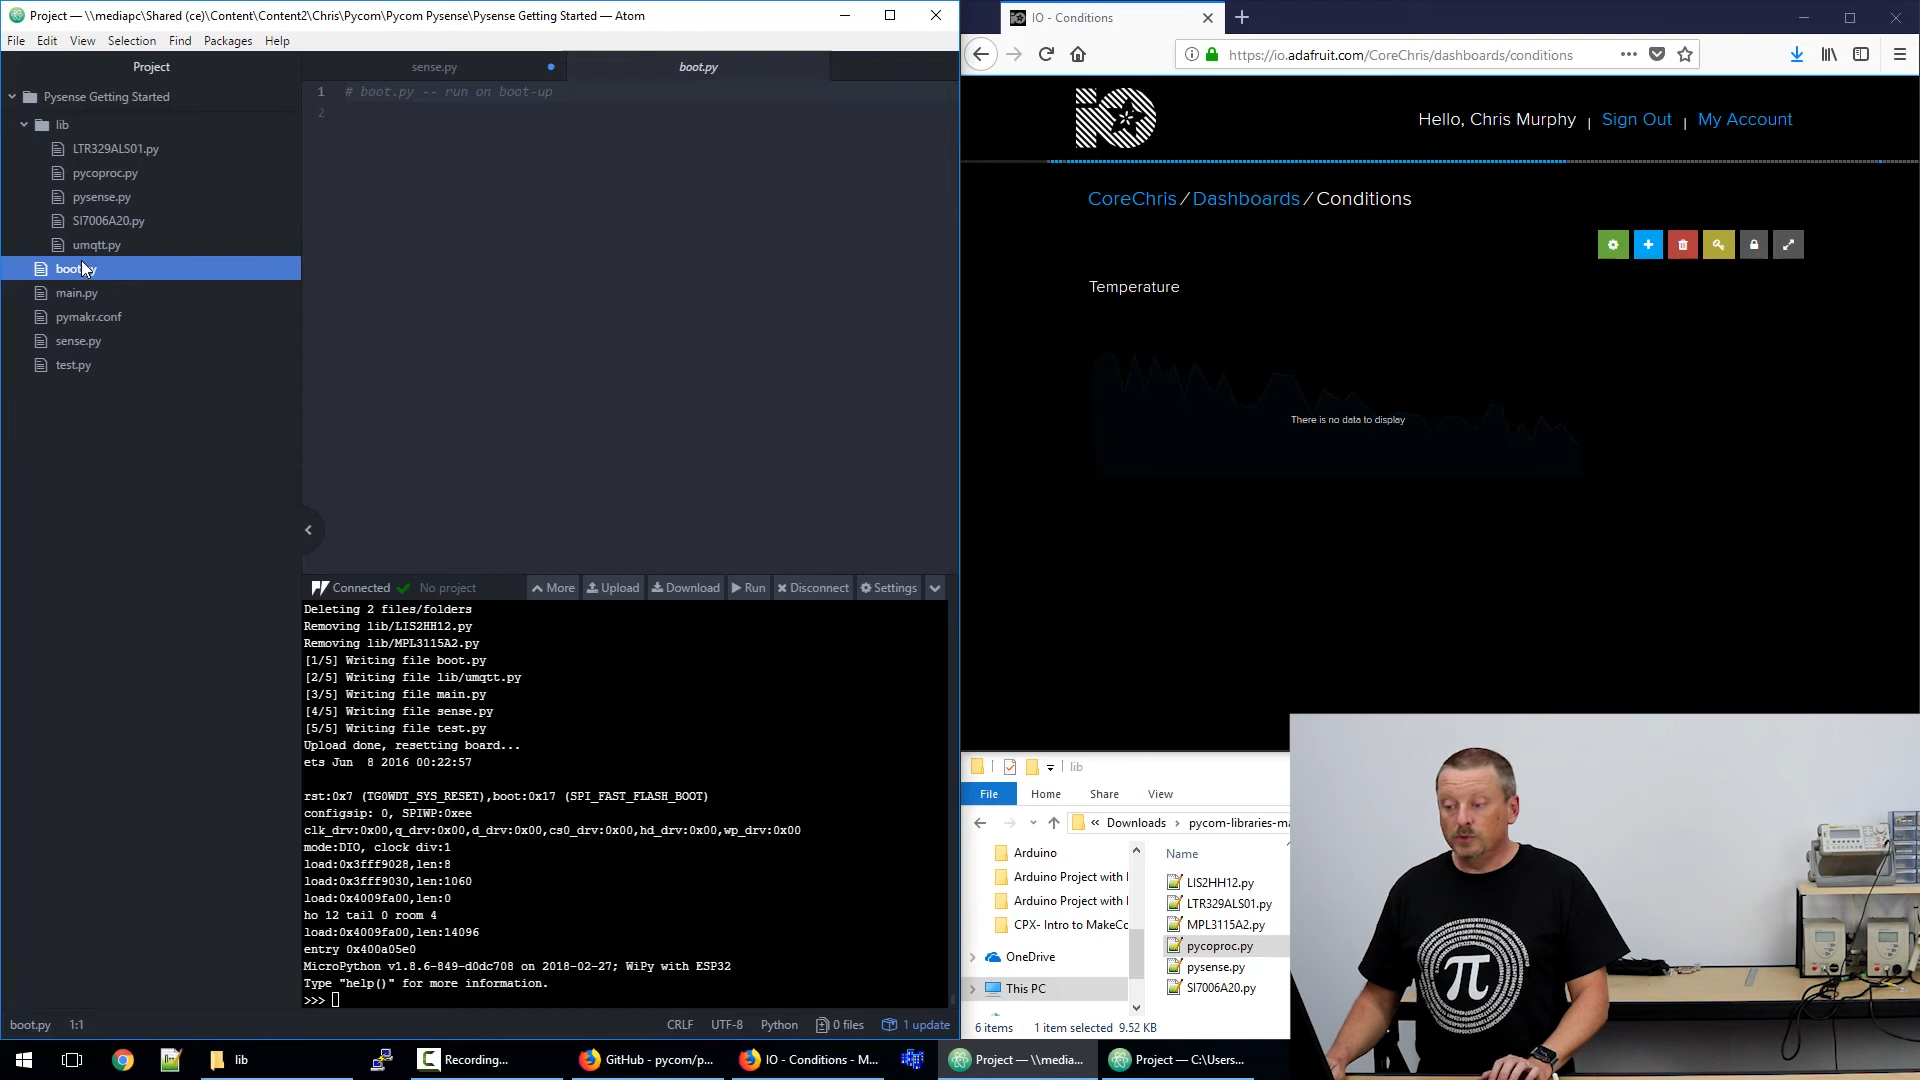 Project — \\mediapc\Shared (ce)\Content\Content2\Chris\Pycom\Pycom Pysense\Pysense Getting Started — Atom
File Edit View Selection Find Packages Help
Project
Pysense Getting Started
lib
LTR329ALS01.py
pycoproc.py
pysense.py
SI7006A20.py
umqtt.py
boot.py
main.py
pymakr.conf
sense.py
test.py
sense.py
boot.py
1 # boot.py -- run on boot-up
2
Connected No project More Upload Download Run Disconnect Settings
Deleting 2 files/folders
Removing lib/LIS2HH12.py
Removing lib/MPL3115A2.py
[1/5] Writing file boot.py
[2/5] Writing file lib/umqtt.py
[3/5] Writing file main.py
[4/5] Writing file sense.py
[5/5] Writing file test.py
Upload done, resetting board...
ets Jun  8 2016 00:22:57
rst:0x7 (TG0WDT_SYS_RESET),boot:0x17 (SPI_FAST_FLASH_BOOT)
configsip: 0, SPIWP:0xee
clk_drv:0x00,q_drv:0x00,d_drv:0x00,cs0_drv:0x00,hd_drv:0x00,wp_drv:0x00
mode:DIO, clock div:1
load:0x3fff9028,len:8
load:0x3fff9030,len:1060
load:0x4009fa00,len:0
ho 12 tail 0 room 4
load:0x4009fa00,len:14096
entry 0x400a05e0
MicroPython v1.8.6-849-d0dc708 on 2018-02-27; WiPy with ESP32
Type "help()" for more information.
>>>
boot.py 1:1 CRLF UTF-8 Python 0 files 1 update
IO - Conditions
https://io.adafruit.com/CoreChris/dashboards/conditions
iO
Hello, Chris Murphy | Sign Out | My Account
CoreChris / Dashboards / Conditions
Temperature
There is no data to display
lib
File Home Share View
« Downloads › pycom-libraries-ma
Arduino
Arduino Project with
Arduino Project with
CPX- Intro to MakeCo
OneDrive
This PC
Name
LIS2HH12.py
LTR329ALS01.py
MPL3115A2.py
pycoproc.py
pysense.py
SI7006A20.py
6 items 1 item selected 9.52 KB
π
lib
Recording...
GitHub - pycom/p...
IO - Conditions - M...
Project — \\media...
Project — C:\Users...